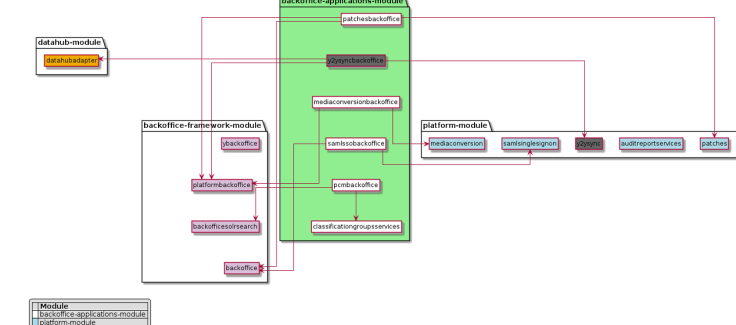 backoffice-applications-module
patchesbackoffice
datahub-module
datahubadapter
y2ysyncbackoffice
mediaconversionbackoffice
backoffice-framework-module
platform-module
ybackoffice
samlssobackoffice
mediaconversion
samlsinglesignon
y2ysync
auditreportservices
patches
platformbackoffice
pcmbackoffice
backofficesolrsearch
classificationgroupsservices
backoffice
Module
backoffice-applications-module
platform-module